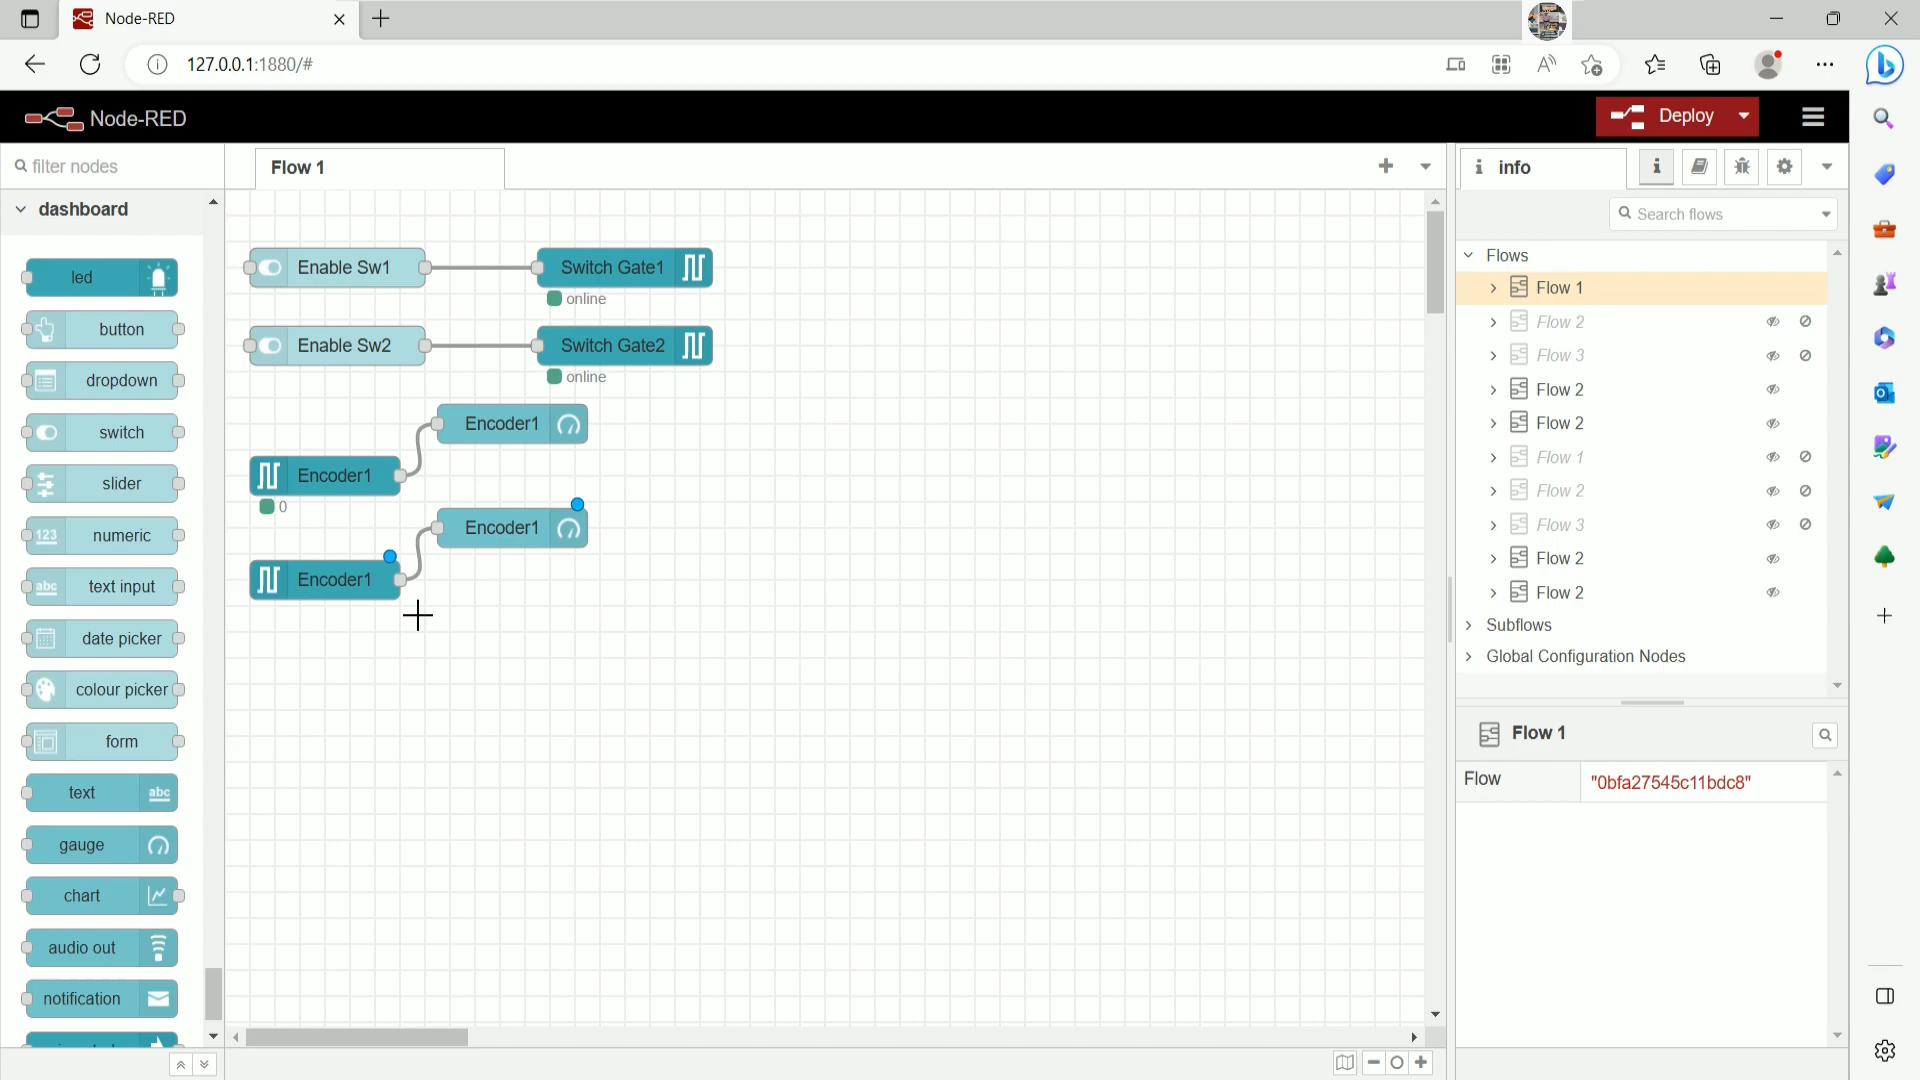 Node-RED
127.0.0.1:1880/#
Node-RED
Deploy
filter nodes
Flow 1
info
dashboard
Search flows
led
button
dropdown
switch
slider
123 numeric
abc text input
date picker
colour picker
form
text abc
gauge
chart
audio out
notification
Enable Sw1
Switch Gate1
online
Enable Sw2
Switch Gate2
online
Encoder1
Encoder1
0
Encoder1
Encoder1
Flows
Flow 1
Flow 2
Flow 3
Flow 2
Flow 2
Flow 1
Flow 2
Flow 3
Flow 2
Flow 2
Subflows
Global Configuration Nodes
Flow 1
Flow "0bfa27545c11bdc8"